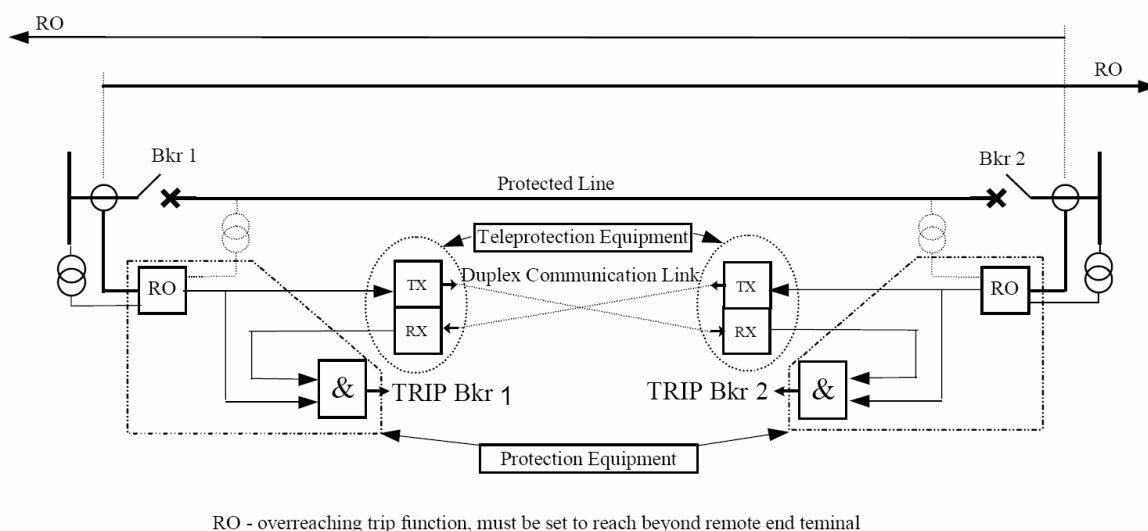 RO
RO
Bkr 1
Bkr 2
Protected Line
Teleprotection Equipment
Duplex Communication Link
RO
TX
TX
RO
RX
RX
&
TRIP Bkr 1
TRIP Bkr 2
&
Protection Equipment
RO - overreaching trip function, must be set to reach beyond remote end teminal